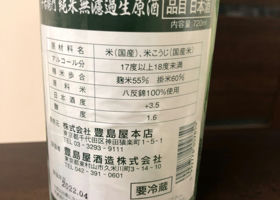 純米無濾過生原酒 品目 日本酒
内容量 720ml
原材料名 米(国産)、米こうじ(国産米)
アルコール分 17度以上18度未満
精米歩合 麹米55% 掛米60%
原料米 八反錦100%使用
日本酒度 +3.5
酸度 1.6
株式会社 豊島屋本店
東京都千代田区神田猿楽町1-5-1
TEL 03-3293-9111
豊島屋酒造株式会社
東京都東村山市久米川町3-14-10
TEL 042-391-0601
要冷蔵
2022.04